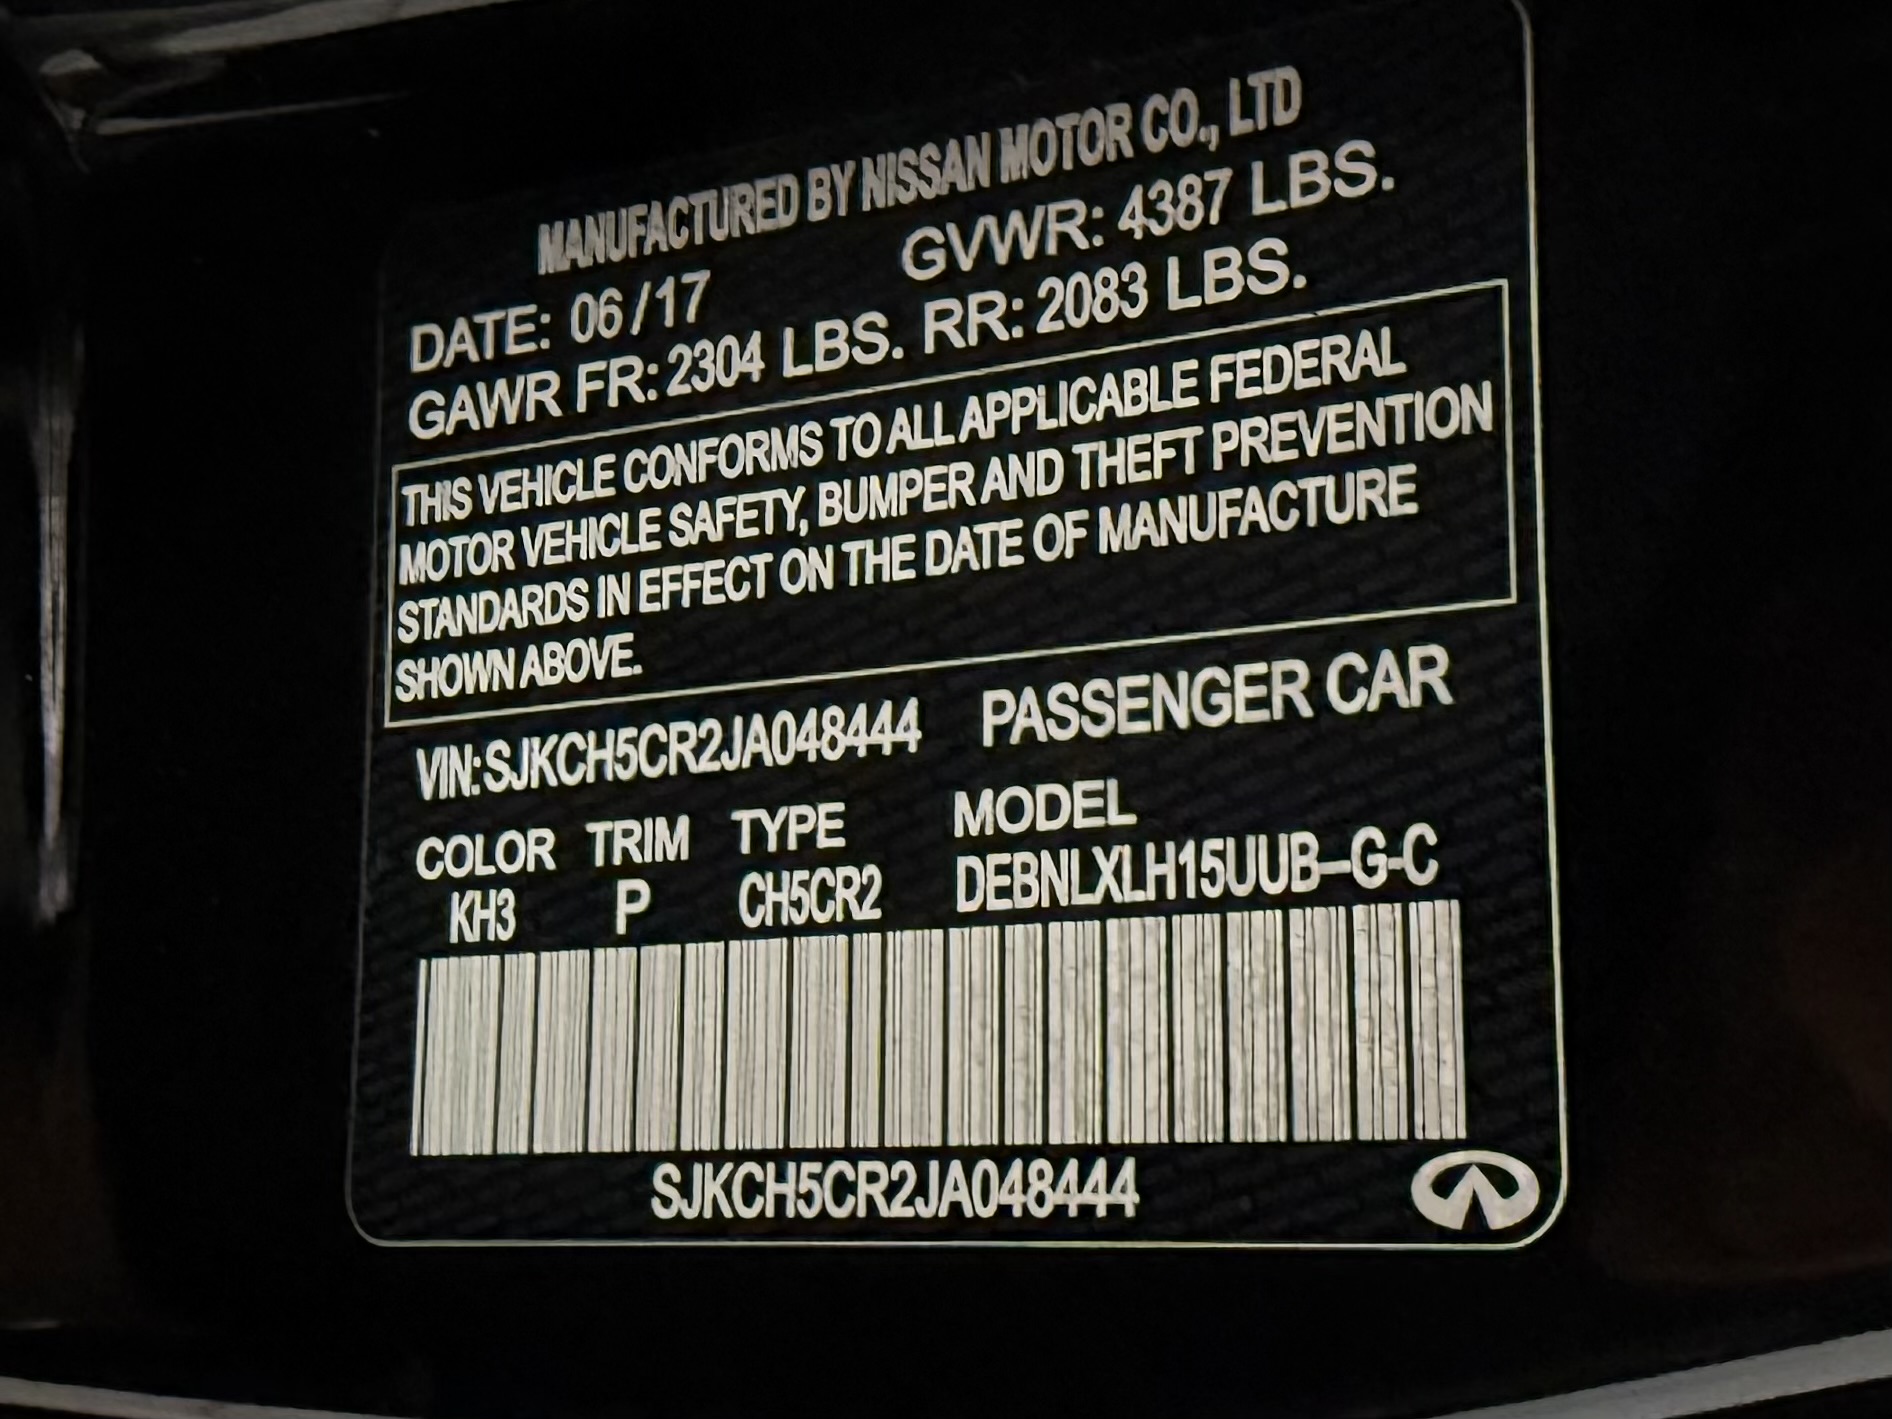 MANUFACTURED BY NISSAN MOTOR CO., LTD
DATE: 06/17 GVWR: 4387 LBS.
GAWR FR: 2304 LBS. RR: 2083 LBS.
THIS VEHICLE CONFORMS TO ALL APPLICABLE FEDERAL
MOTOR VEHICLE SAFETY, BUMPER AND THEFT PREVENTION
STANDARDS IN EFFECT ON THE DATE OF MANUFACTURE
SHOWN ABOVE.
VIN: SJKCH5CR2JA048444 PASSENGER CAR
COLOR TRIM TYPE MODEL
KH3 P CH5CR2 DEBNLXLH15UUB-G-C
SJKCH5CR2JA048444